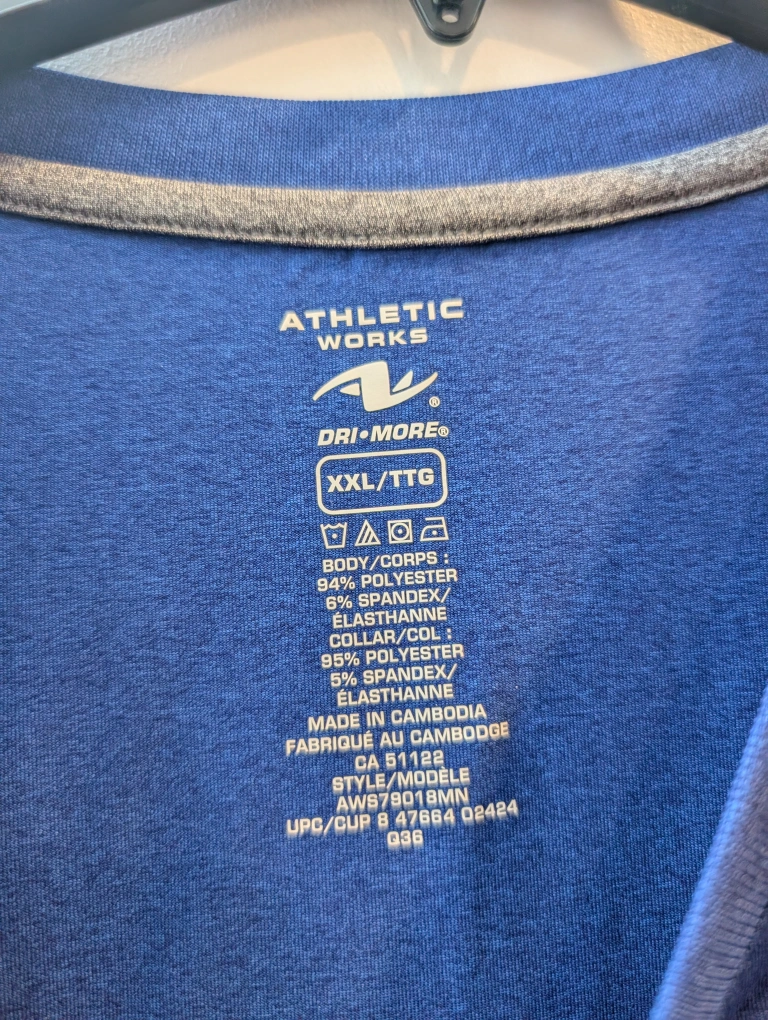 ATHLETIC
WORKS
®
DRI•MORE®
XXL/TTG
BODY/CORPS :
94% POLYESTER
6% SPANDEX/
ÉLASTHANNE
COLLAR/COL :
95% POLYESTER
5% SPANDEX/
ÉLASTHANNE
MADE IN CAMBODIA
FABRIQUÉ AU CAMBODGE
CA 51122
STYLE/MODÈLE
AWS79018MN
UPC/CUP 8 47664 02424
Q36